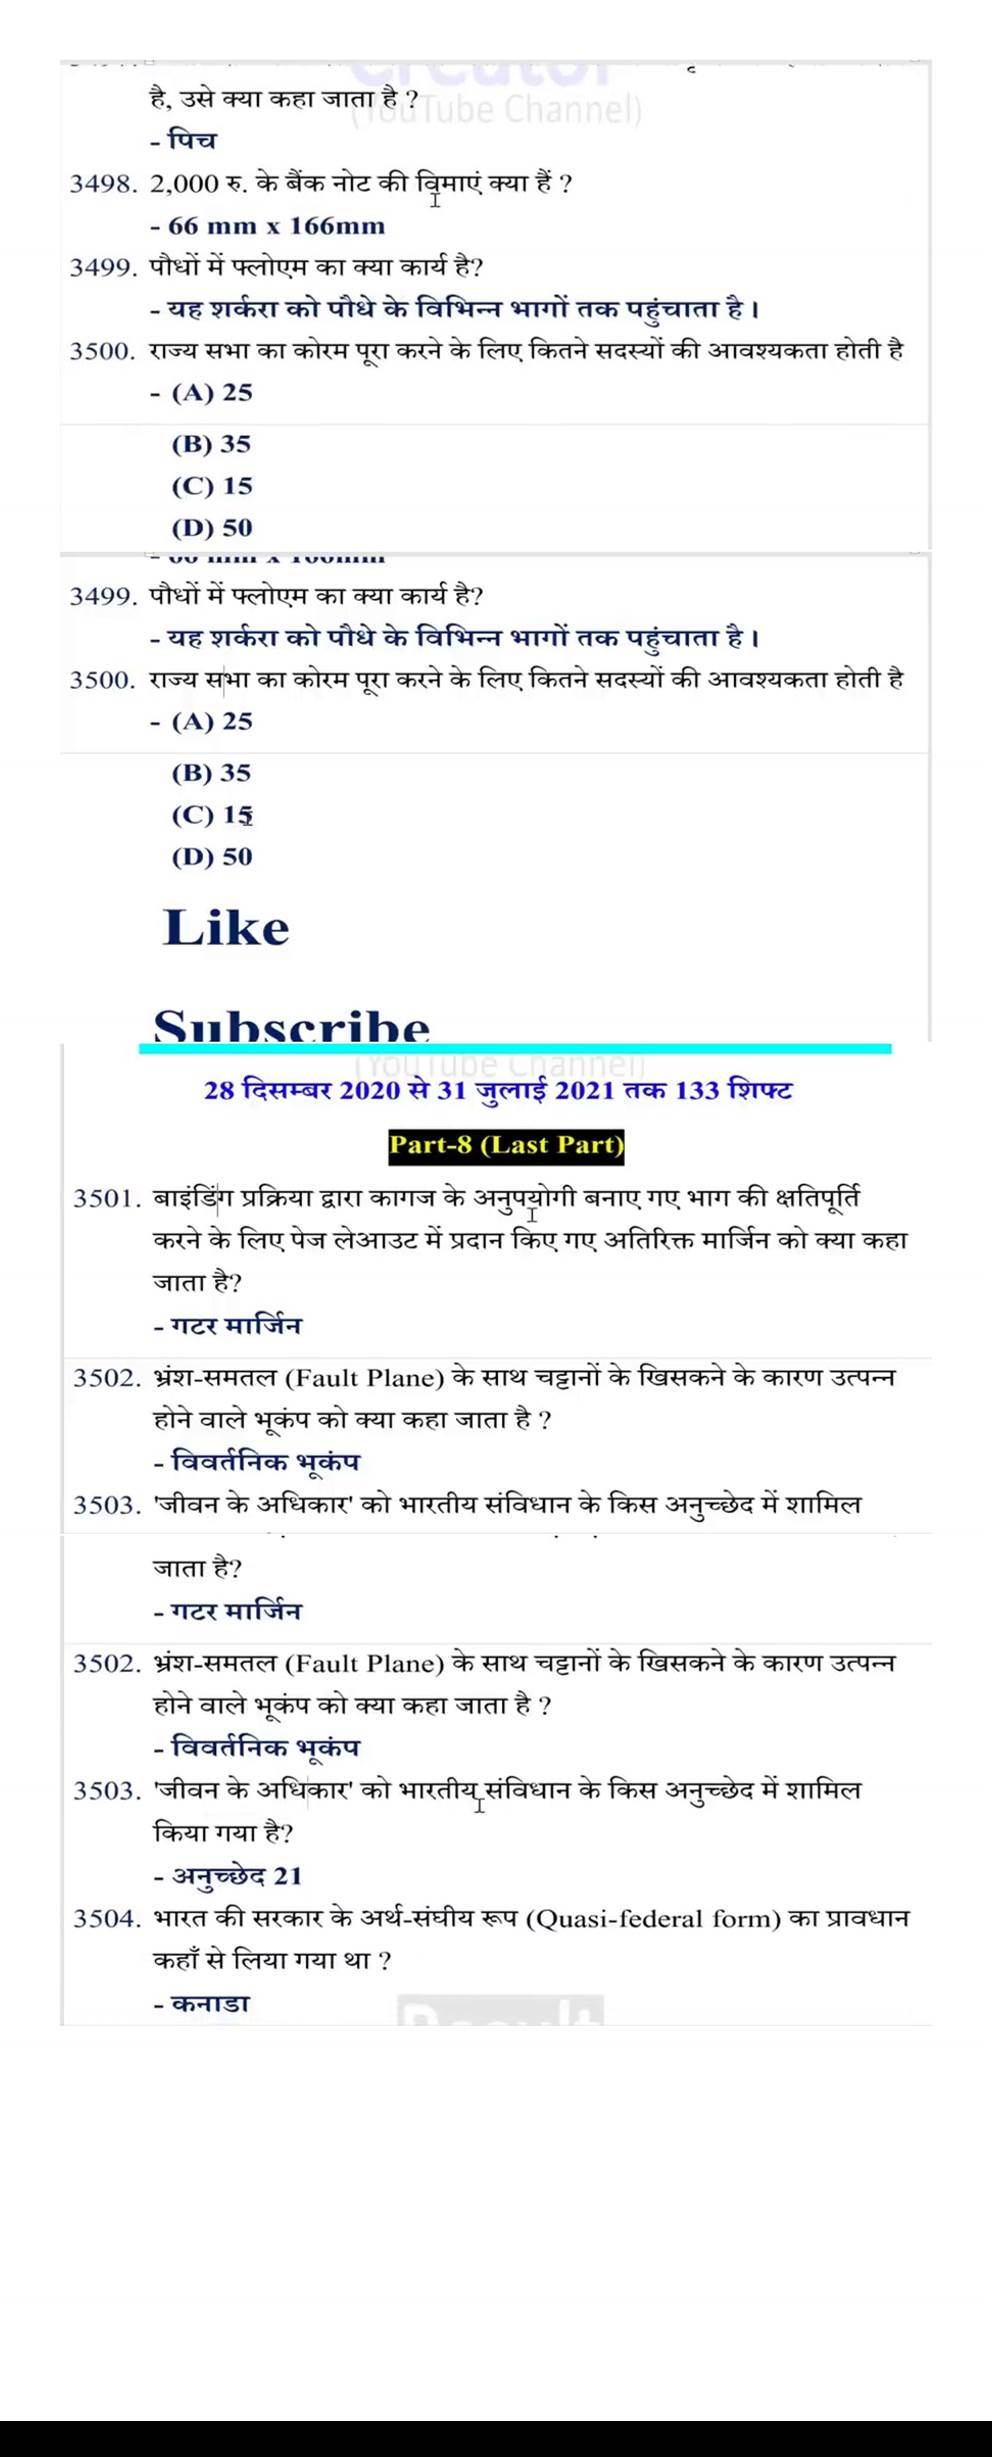 है, उसे क्या कहा जाता है ?
(YouTube Channel)
- पिच
3498. 2,000 रु. के बैंक नोट की विमाएं क्या हैं ?
- 66 mm x 166mm
3499. पौधों में फ्लोएम का क्या कार्य है?
- यह शर्करा को पौधे के विभिन्न भागों तक पहुंचाता है।
3500. राज्य सभा का कोरम पूरा करने के लिए कितने सदस्यों की आवश्यकता होती है
- (A) 25
(B) 35
(C) 15
(D) 50
3499. पौधों में फ्लोएम का क्या कार्य है?
- यह शर्करा को पौधे के विभिन्न भागों तक पहुंचाता है।
3500. राज्य सभा का कोरम पूरा करने के लिए कितने सदस्यों की आवश्यकता होती है
- (A) 25
(B) 35
(C) 15
(D) 50
Like
Subscribe
(YouTube Channel)
28 दिसम्बर 2020 से 31 जुलाई 2021 तक 133 शिफ्ट
Part-8 (Last Part)
3501. बाइंडिंग प्रक्रिया द्वारा कागज के अनुपयोगी बनाए गए भाग की क्षतिपूर्ति
करने के लिए पेज लेआउट में प्रदान किए गए अतिरिक्त मार्जिन को क्या कहा
जाता है?
- गटर मार्जिन
3502. भ्रंश-समतल (Fault Plane) के साथ चट्टानों के खिसकने के कारण उत्पन्न
होने वाले भूकंप को क्या कहा जाता है ?
- विवर्तनिक भूकंप
3503. 'जीवन के अधिकार' को भारतीय संविधान के किस अनुच्छेद में शामिल
जाता है?
- गटर मार्जिन
3502. भ्रंश-समतल (Fault Plane) के साथ चट्टानों के खिसकने के कारण उत्पन्न
होने वाले भूकंप को क्या कहा जाता है ?
- विवर्तनिक भूकंप
3503. 'जीवन के अधिकार' को भारतीय संविधान के किस अनुच्छेद में शामिल
किया गया है?
- अनुच्छेद 21
3504. भारत की सरकार के अर्ध-संघीय रूप (Quasi-federal form) का प्रावधान
कहाँ से लिया गया था ?
- कनाडा